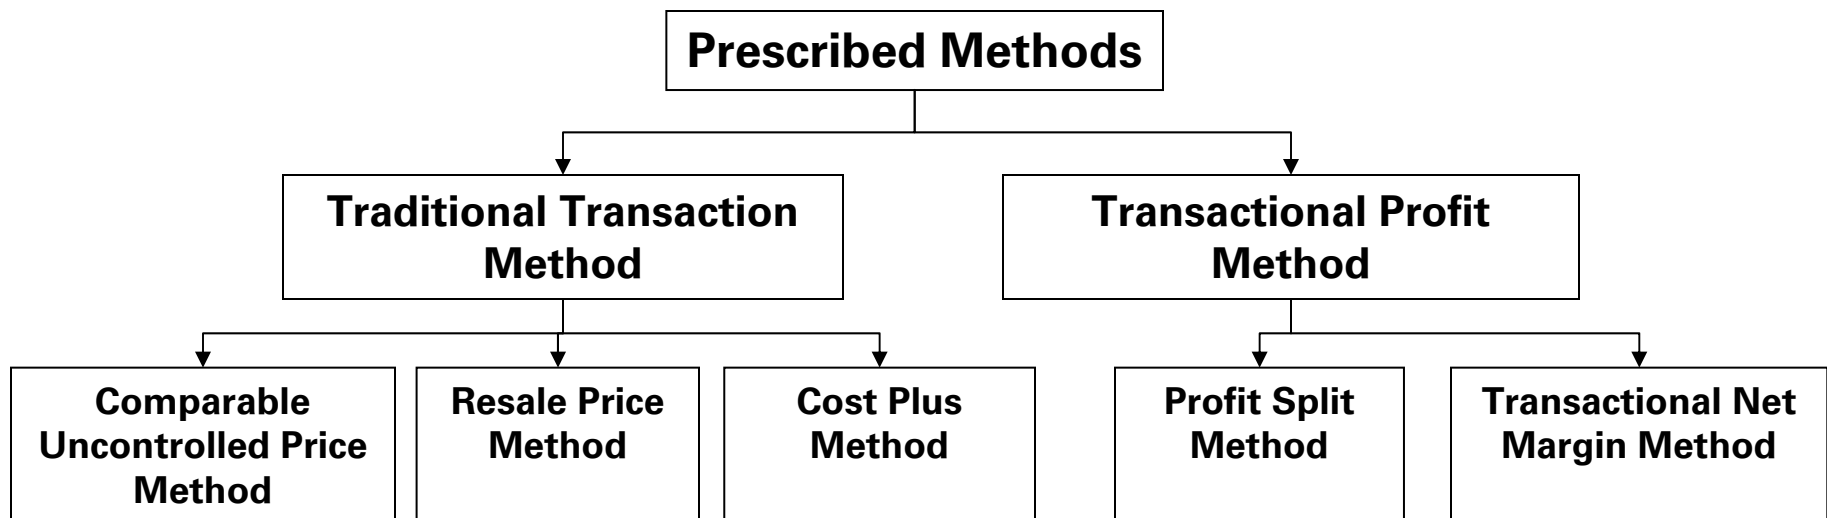 Prescribed Methods
Traditional Transaction
Method
Transactional Profit
Method
Comparable
Uncontrolled Price
Method
Resale Price
Method
Cost Plus
Method
Profit Split
Method
Transactional Net
Margin Method